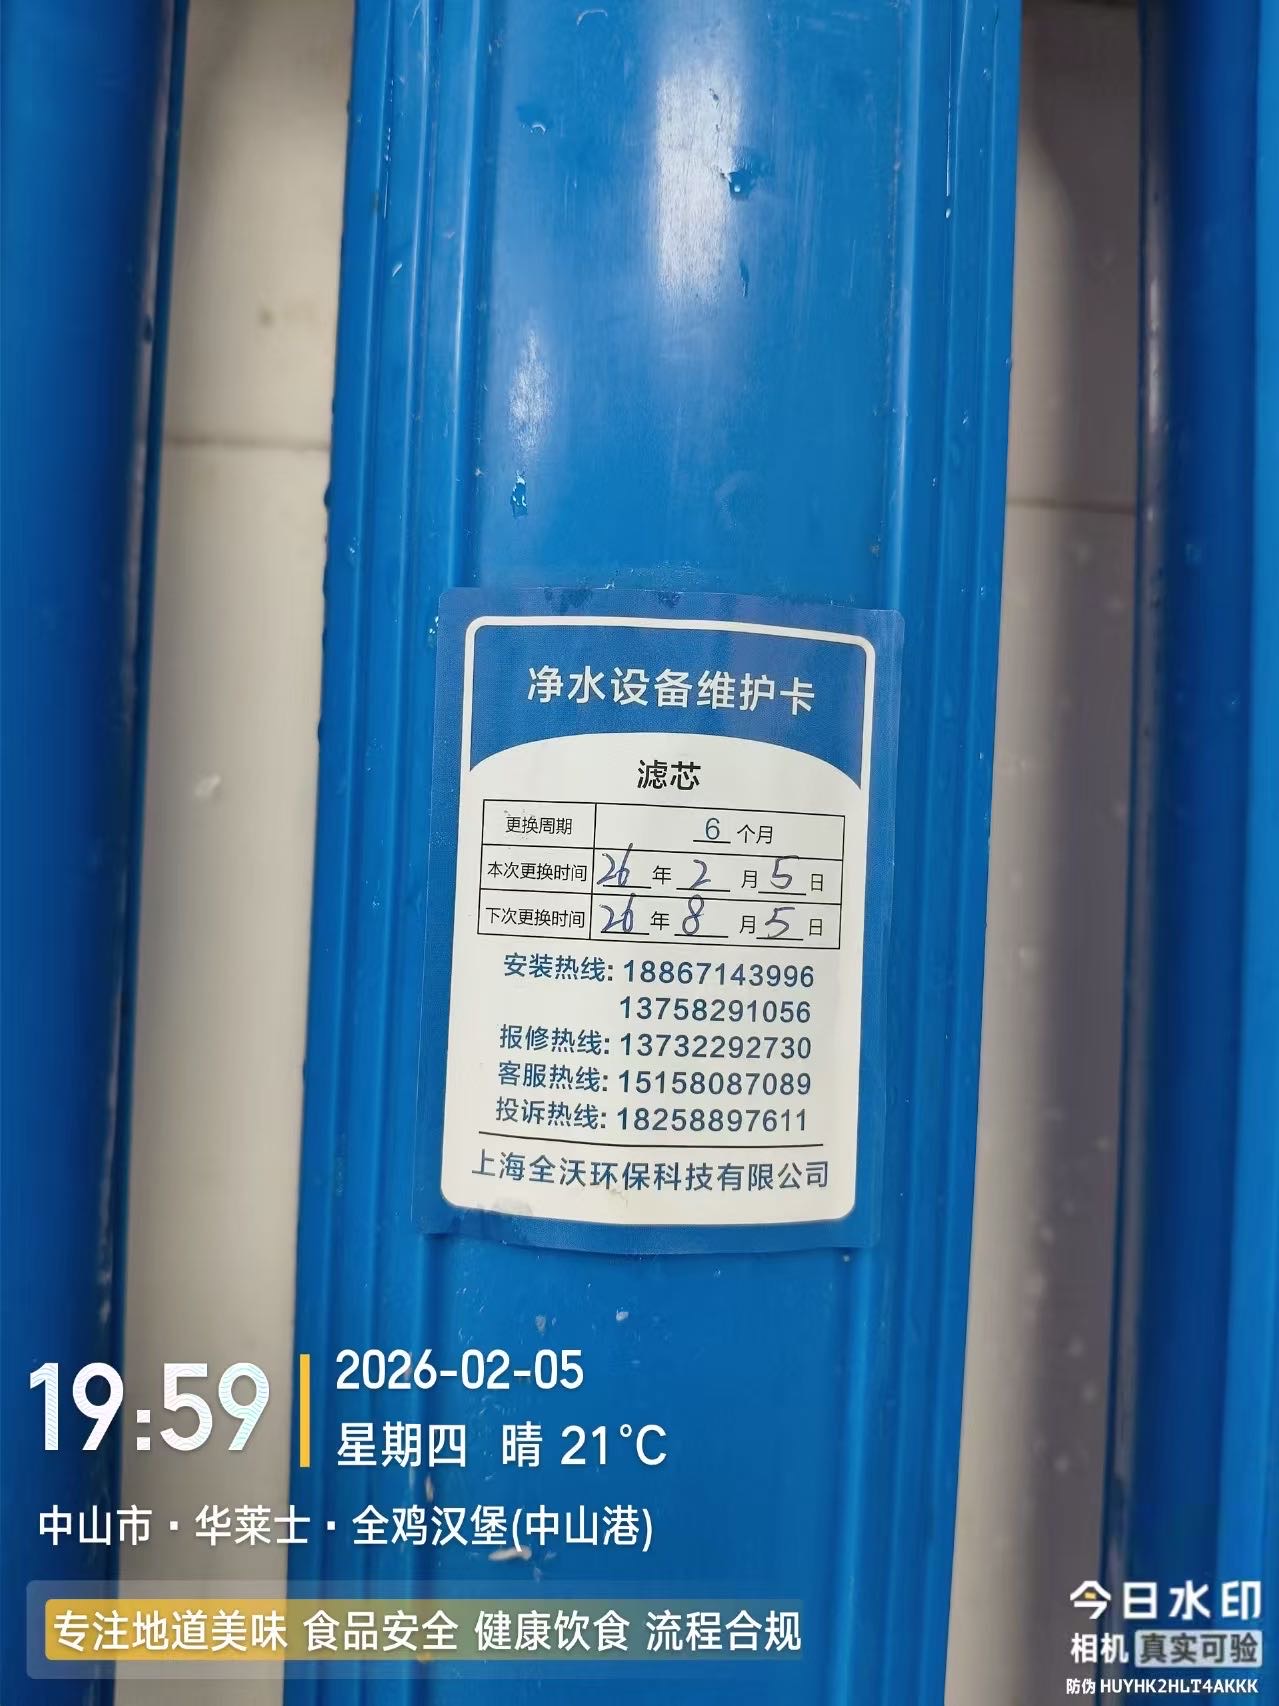 净水设备维护卡
滤芯
更换周期 6 个月
本次更换时间 26 年 2 月 5 日
下次更换时间 26 年 8 月 5 日
安装热线: 18867143996
13758291056
报修热线: 13732292730
客服热线: 15158087089
投诉热线: 18258897611
上海全沃环保科技有限公司
19:59
2026-02-05
星期四 晴 21°C
中山市·华莱士·全鸡汉堡(中山港)
专注地道美味 食品安全 健康饮食 流程合规
今日水印
相机 真实可验
防伪 HUYHK2HLT4AKKK